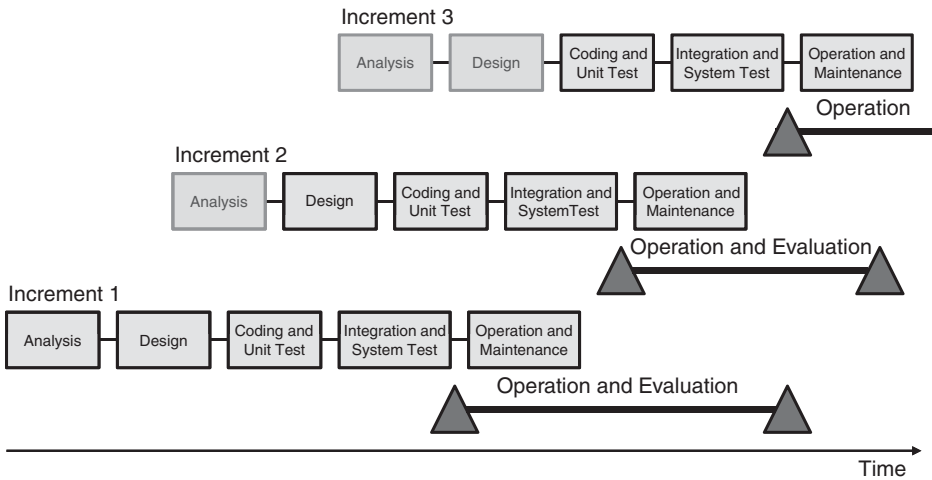 Increment 3
Analysis
Design
Coding and
Unit Test
Integration and
System Test
Operation and
Maintenance
Operation
Increment 2
Analysis
Design
Coding and
Unit Test
Integration and
SystemTest
Operation and
Maintenance
Operation and Evaluation
Increment 1
Analysis
Design
Coding and
Unit Test
Integration and
System Test
Operation and
Maintenance
Operation and Evaluation
Time